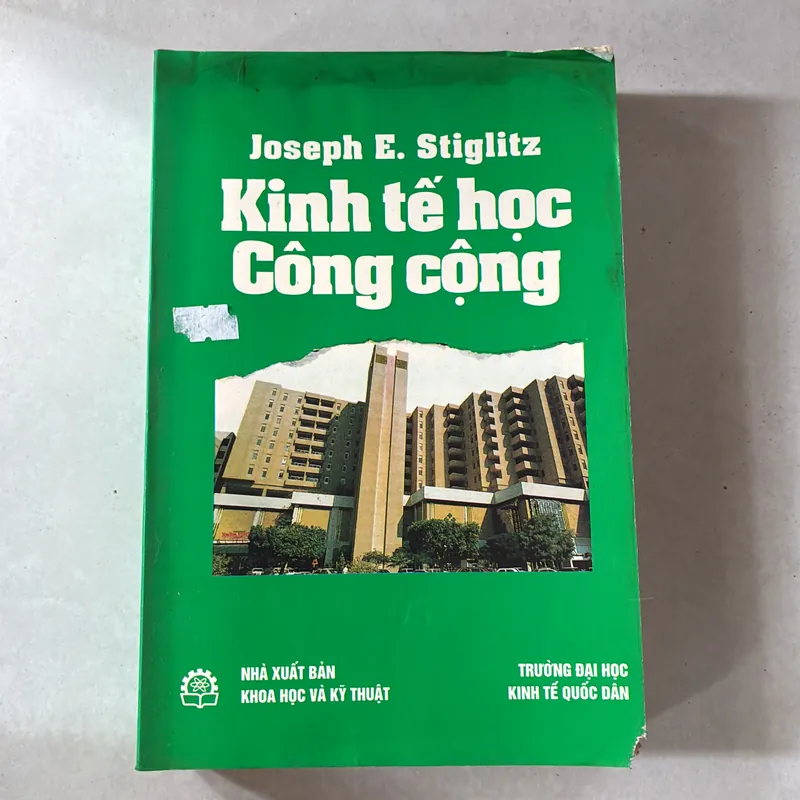 Joseph E. Stiglitz
Kinh tế học
Công cộng
NHÀ XUẤT BẢN
KHOA HỌC VÀ KỸ THUẬT
TRƯỜNG ĐẠI HỌC
KINH TẾ QUỐC DÂN